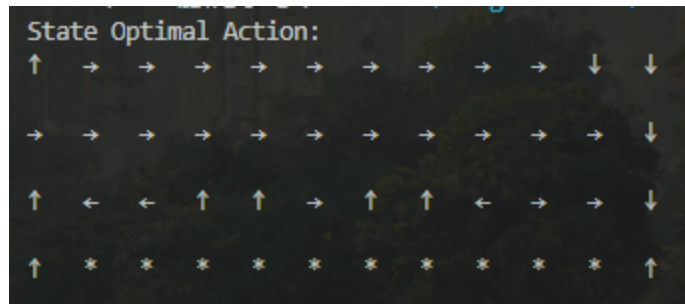 State Optimal Action:
↑ → → → → → → → → → ↓ ↓
→ → → → → → → → → → → ↓
↑ ← ← ↑ ↑ → ↑ ↑ ← → → ↓
↑ * * * * * * * * * * ↑